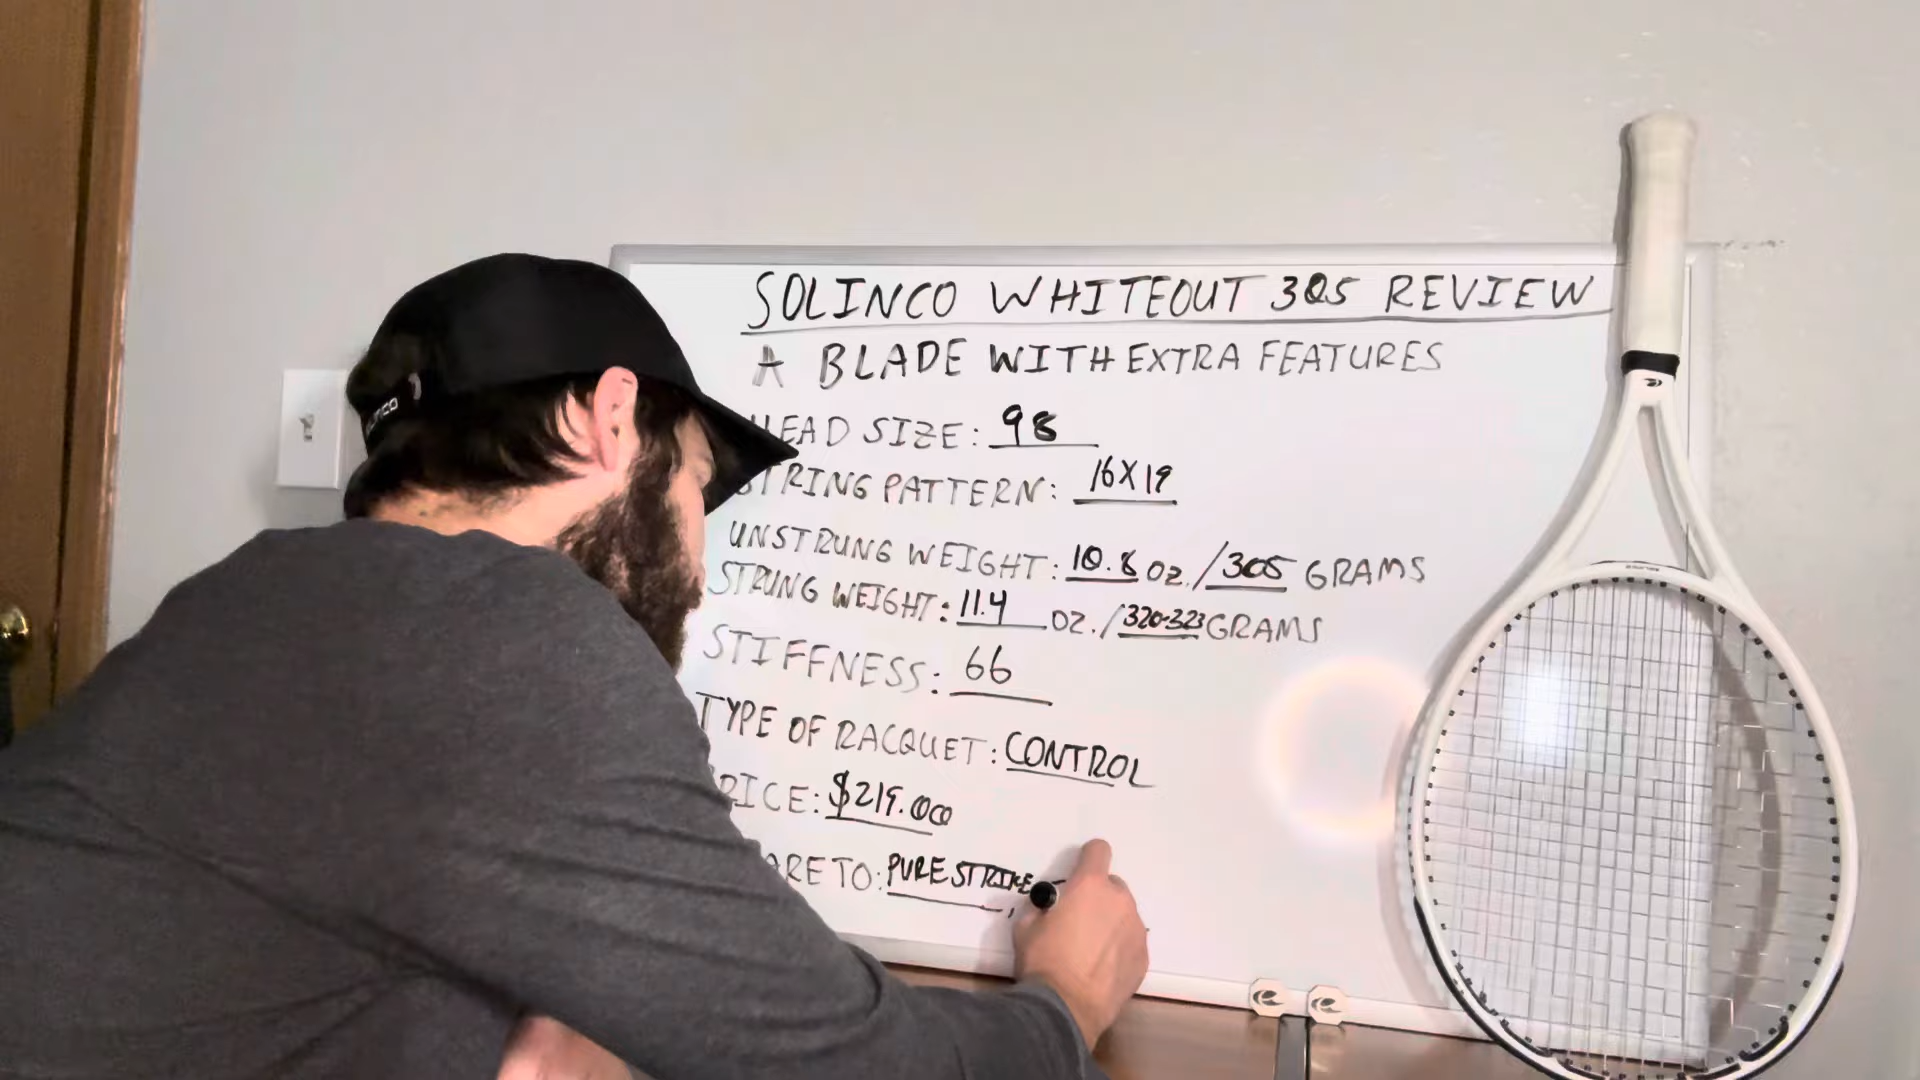 SOLINCO WHITEOUT 305 REVIEW
A BLADE WITH EXTRA FEATURES
HEAD SIZE: 98
STRING PATTERN: 16X19
UNSTRUNG WEIGHT: 10.8 OZ./305 GRAMS
STRUNG WEIGHT: 11.4 OZ./320-323 GRAMS
STIFFNESS: 66
TYPE OF RACQUET: CONTROL
PRICE: $219.00
ARE TO: PURE STRIKE,